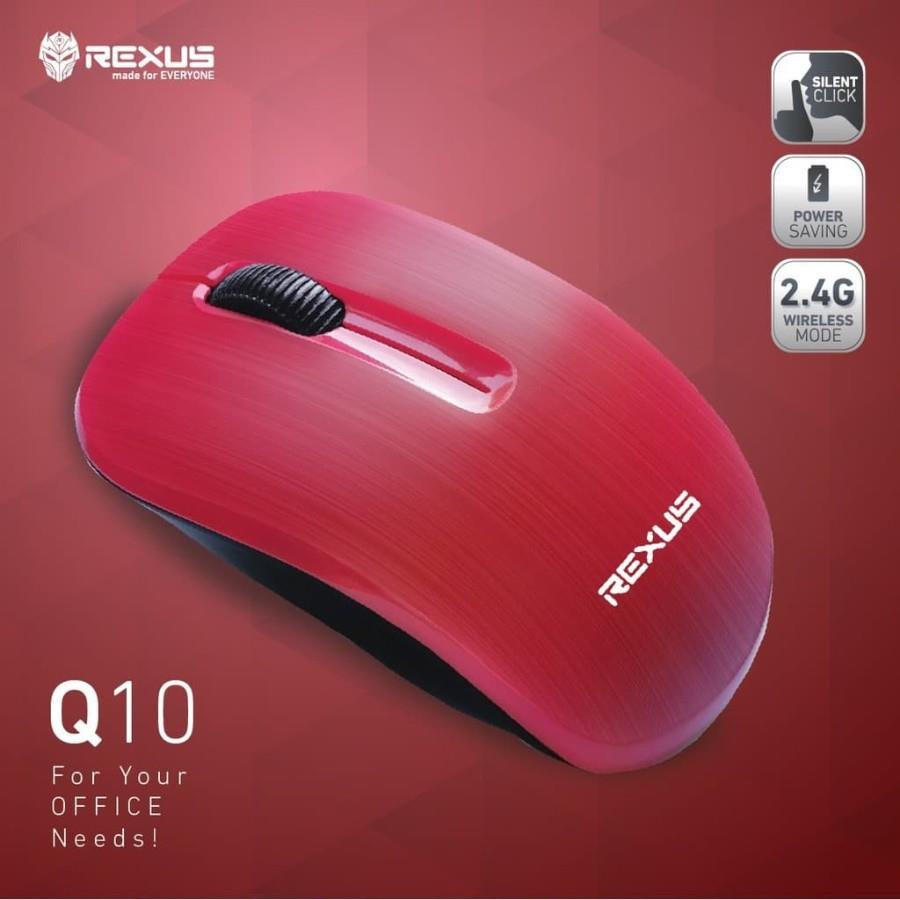 REXUS
made for EVERYONE
SILENT
CLICK
POWER
SAVING
2.4G
WIRELESS
MODE
REXUS
Q10
For Your
OFFICE
Needs!